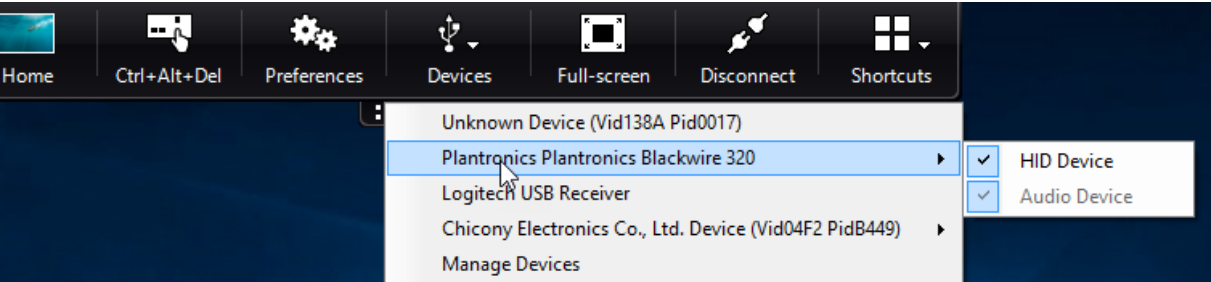 Home
Ctrl+Alt+Del
Preferences
Devices
Full-screen
Disconnect
Shortcuts
Unknown Device (Vid138A Pid0017)
Plantronics Plantronics Blackwire 320
HID Device
Logitech USB Receiver
Audio Device
Chicony Electronics Co., Ltd. Device (Vid04F2 PidB449)
Manage Devices